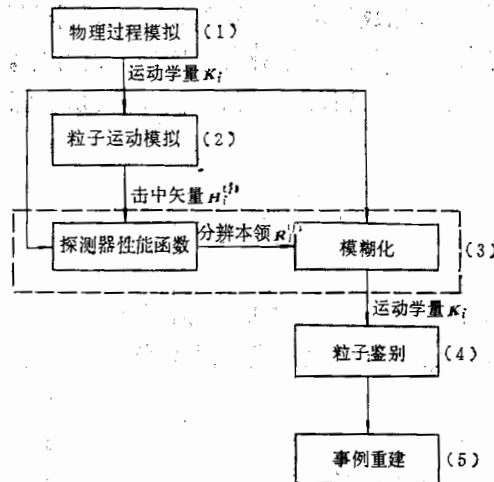 物理过程模拟 (1)
运动学量 K_i
粒子运动模拟 (2)
击中矢量 H_i^(j)
探测器性能函数 分辨本领 R_i 模糊化 (3)
运动学量 K_i
粒子鉴别 (4)
事例重建 (5)